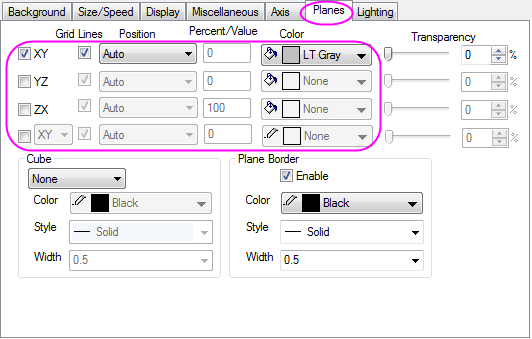 Background Size/Speed Display Miscellaneous Axis Planes Lighting
Grid Lines Position Percent/Value Color Transparency
XY Auto 0 LT Gray 0 %
YZ Auto 0 None 0 %
ZX Auto 100 None 0 %
XY Auto 0 None 0 %
Cube Plane Border
None Enable
Color Black Color Black
Style Solid Style Solid
Width 0.5 Width 0.5